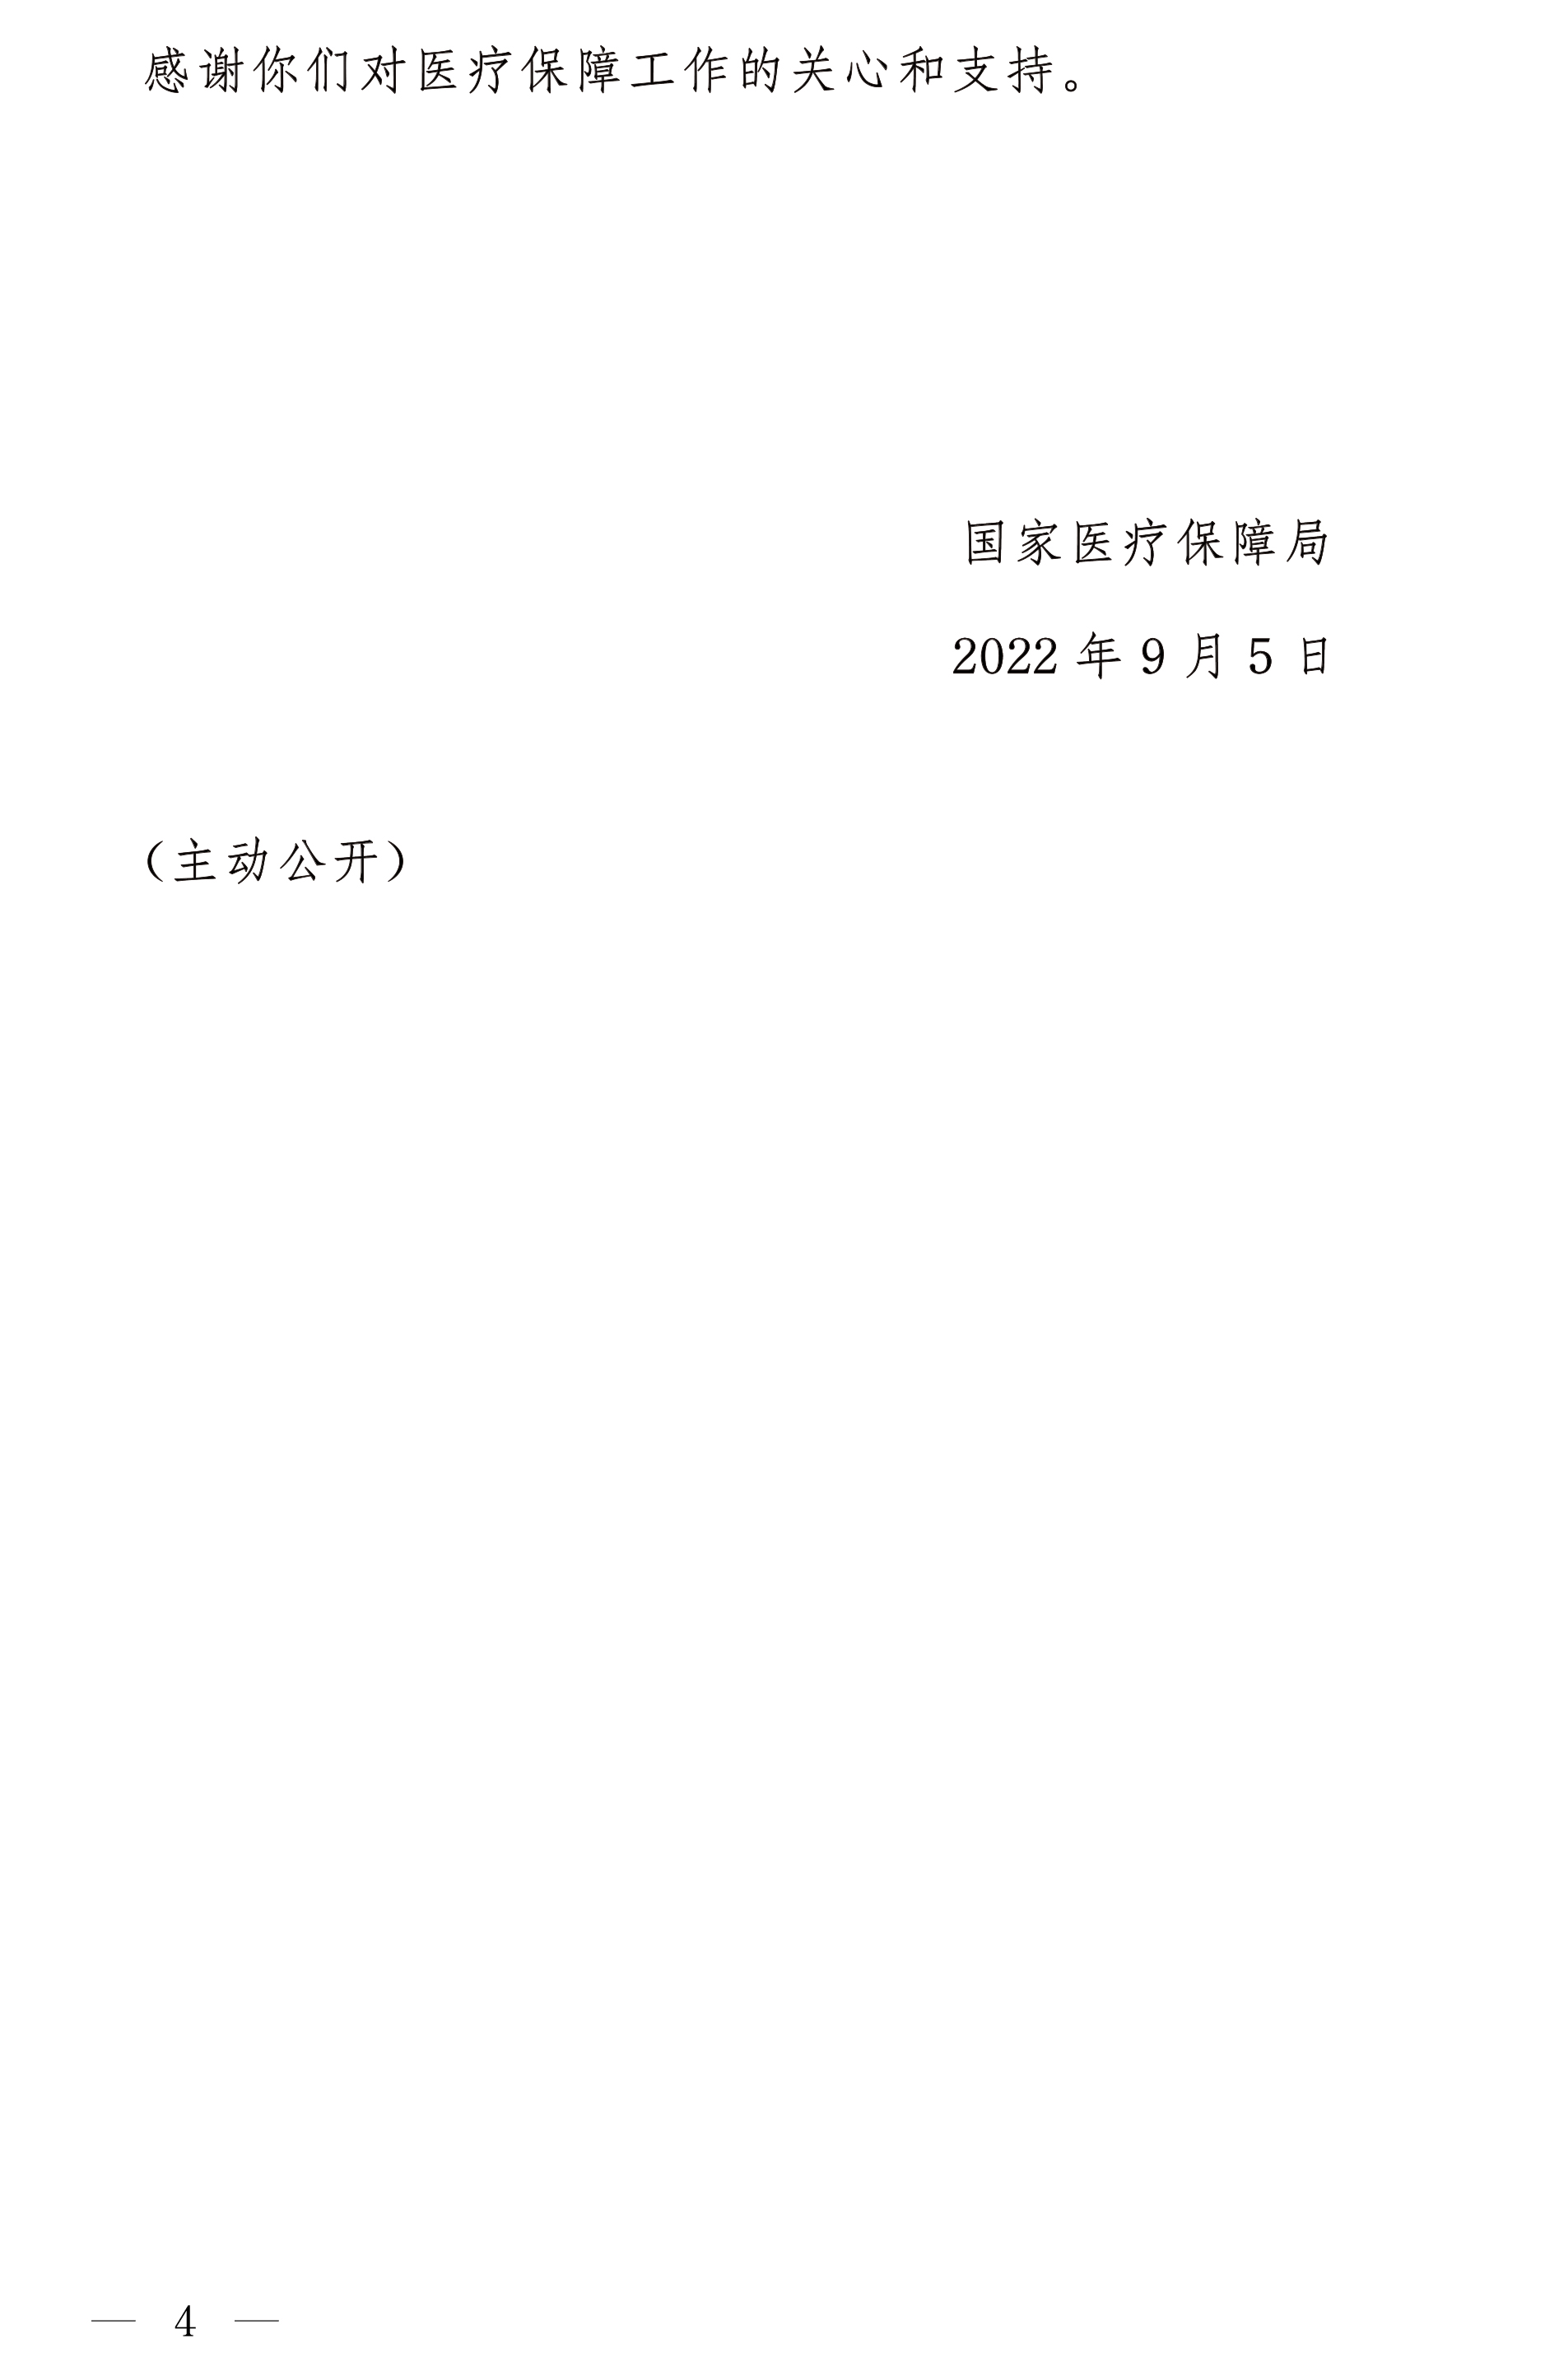 感谢你们对医疗保障工作的关心和支持。
国家医疗保障局
2022 年 9 月 5 日
（主动公开）
— 4 —